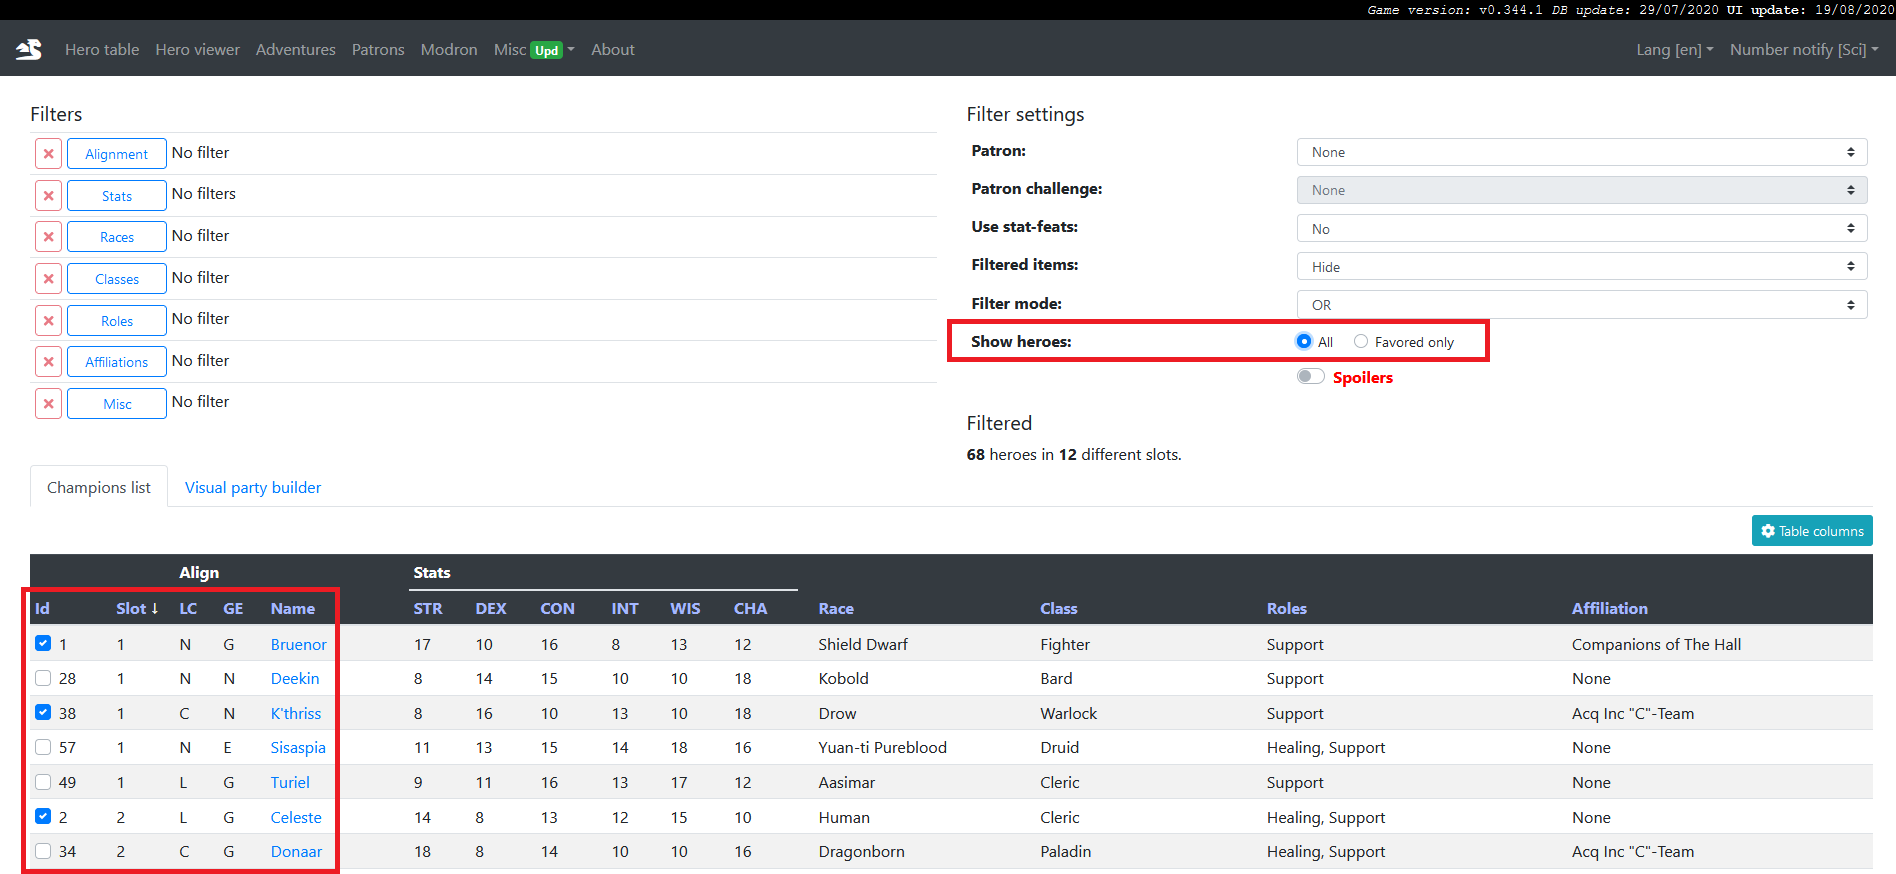 Game version: v0.344.1 DB update: 29/07/2020 UI update: 19/08/2020
Hero table Hero viewer Adventures Patrons Modron Misc Upd About Lang [en] Number notify [Sci]
Filters
Alignment No filter
Stats No filters
Races No filter
Classes No filter
Roles No filter
Affiliations No filter
Misc No filter
Filter settings
Patron: None
Patron challenge: None
Use stat-feats: No
Filtered items: Hide
Filter mode: OR
Show heroes: All Favored only
Spoilers
Filtered
68 heroes in 12 different slots.
Champions list Visual party builder
Table columns
Align Stats
Id Slot ↓ LC GE Name STR DEX CON INT WIS CHA Race Class Roles Affiliation
1 1 N G Bruenor 17 10 16 8 13 12 Shield Dwarf Fighter Support Companions of The Hall
28 1 N N Deekin 8 14 15 10 10 18 Kobold Bard Support None
38 1 C N K'thriss 8 16 10 13 10 18 Drow Warlock Support Acq Inc "C"-Team
57 1 N E Sisaspia 11 13 15 14 18 16 Yuan-ti Pureblood Druid Healing, Support None
49 1 L G Turiel 9 11 16 13 17 12 Aasimar Cleric Support None
2 2 L G Celeste 14 8 13 12 15 10 Human Cleric Healing, Support None
34 2 C G Donaar 18 8 14 10 10 16 Dragonborn Paladin Healing, Support Acq Inc "C"-Team